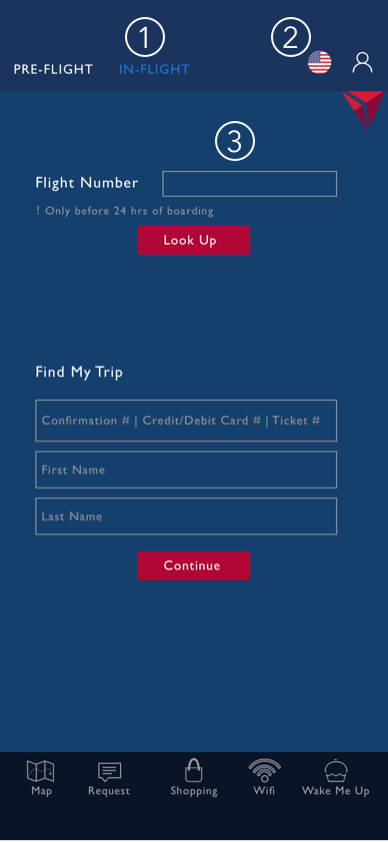 1
2
PRE-FLIGHT
IN-FLIGHT
3
Flight Number
! Only before 24 hrs of boarding
Look Up
Find My Trip
Confirmation # | Credit/Debit Card # | Ticket #
First Name
Last Name
Continue
Map
Request
Shopping
Wifi
Wake Me Up